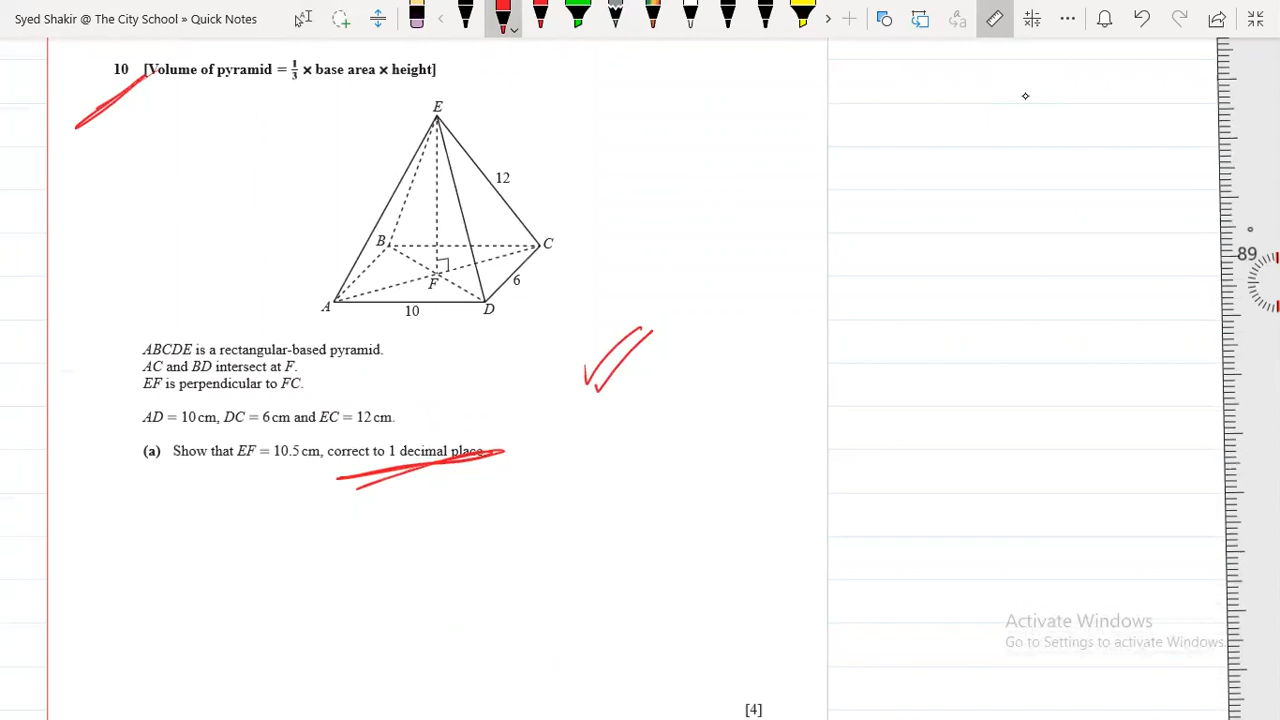 Syed Shakir @ The City School » Quick Notes
10 [Volume of pyramid = 1/3 × base area × height]
E
12
B
C
F
6
A
10
D
89
ABCDE is a rectangular-based pyramid.
AC and BD intersect at F.
EF is perpendicular to FC.
AD = 10 cm, DC = 6 cm and EC = 12 cm.
(a) Show that EF = 10.5 cm, correct to 1 decimal place.
Activate Windows
Go to Settings to activate Windows
[4]